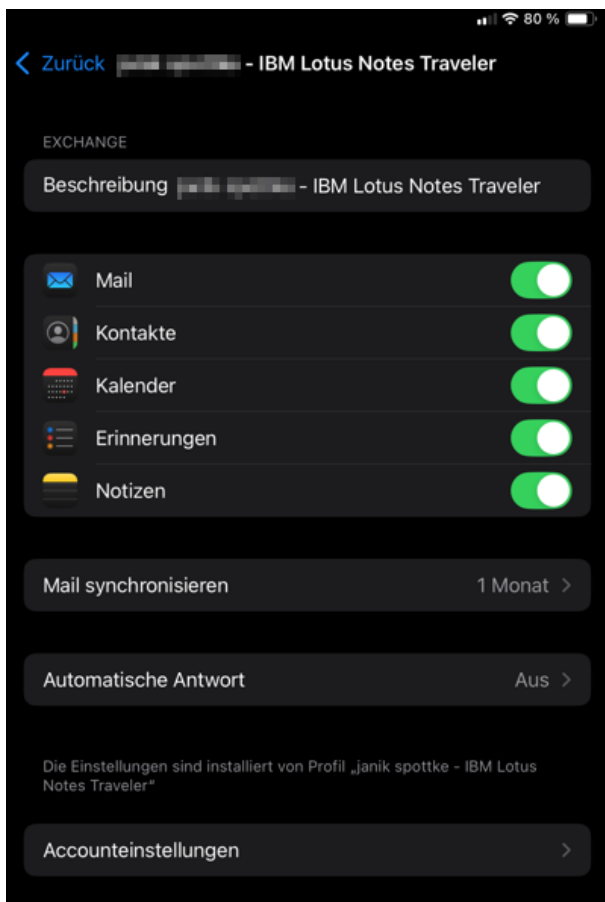 80 %
Zurück - IBM Lotus Notes Traveler
EXCHANGE
Beschreibung - IBM Lotus Notes Traveler
Mail
Kontakte
Kalender
Erinnerungen
Notizen
Mail synchronisieren 1 Monat
Automatische Antwort Aus
Die Einstellungen sind installiert von Profil „janik spottke - IBM Lotus
Notes Traveler“
Accounteinstellungen